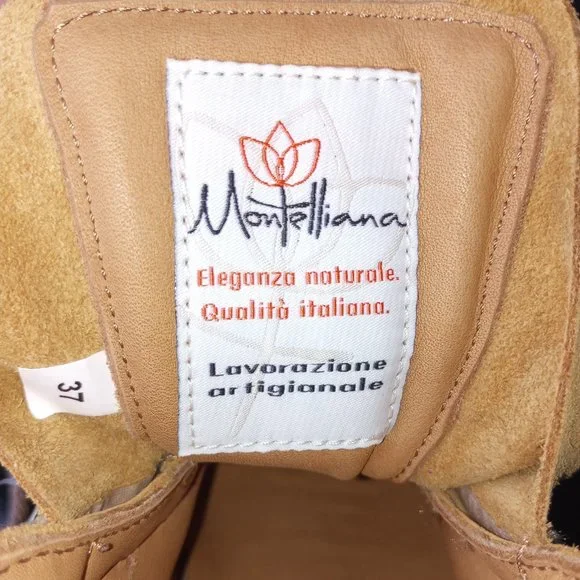 Montelliana
Eleganza naturale.
Qualità italiana.
Lavorazione
artigianale
37